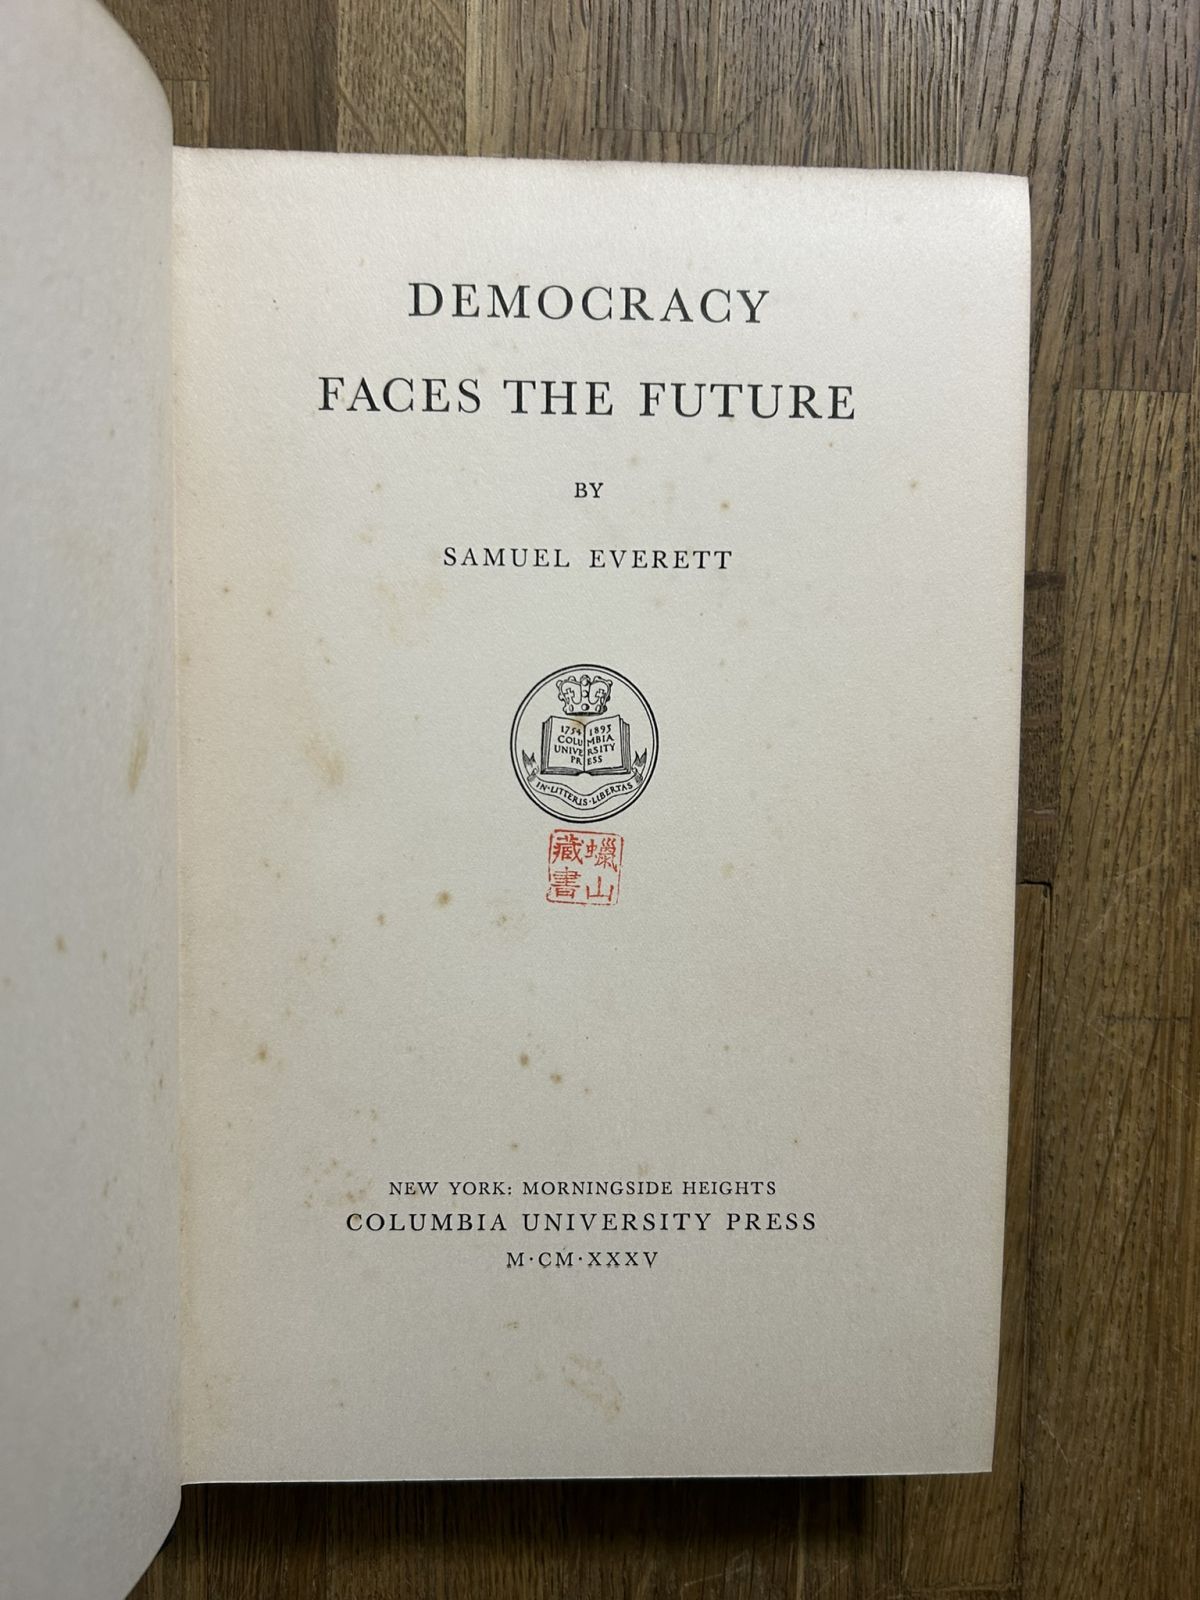 DEMOCRACY
FACES THE FUTURE
BY
SAMUEL EVERETT
1754 1893
COLUMBIA
UNIVERSITY
PRESS
IN·LITTERIS·LIBERTAS
蠟山
藏書
NEW YORK: MORNINGSIDE HEIGHTS
COLUMBIA UNIVERSITY PRESS
M·CM·XXXV